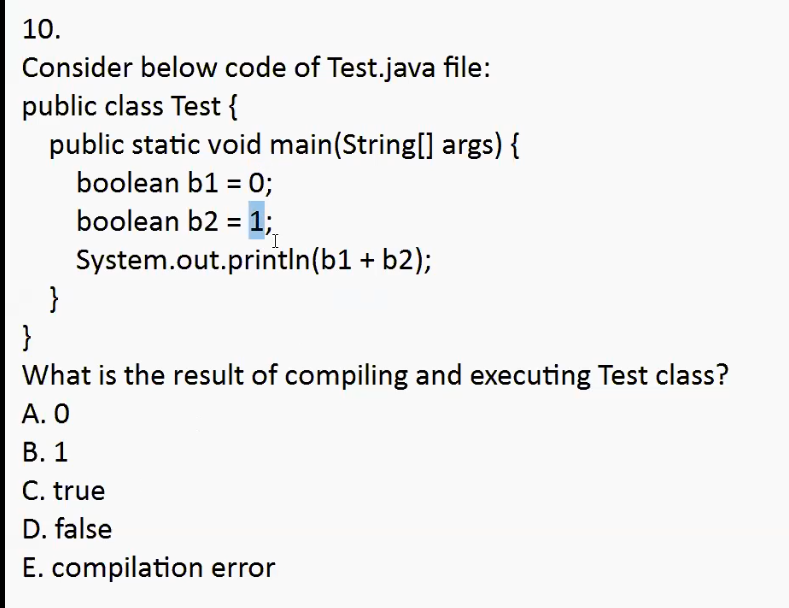 10.
Consider below code of Test.java file:
public class Test {
public static void main(String[] args) {
boolean b1 = 0;
boolean b2 = 1;
System.out.println(b1 + b2);
}
}
What is the result of compiling and executing Test class?
A. 0
B. 1
C. true
D. false
E. compilation error